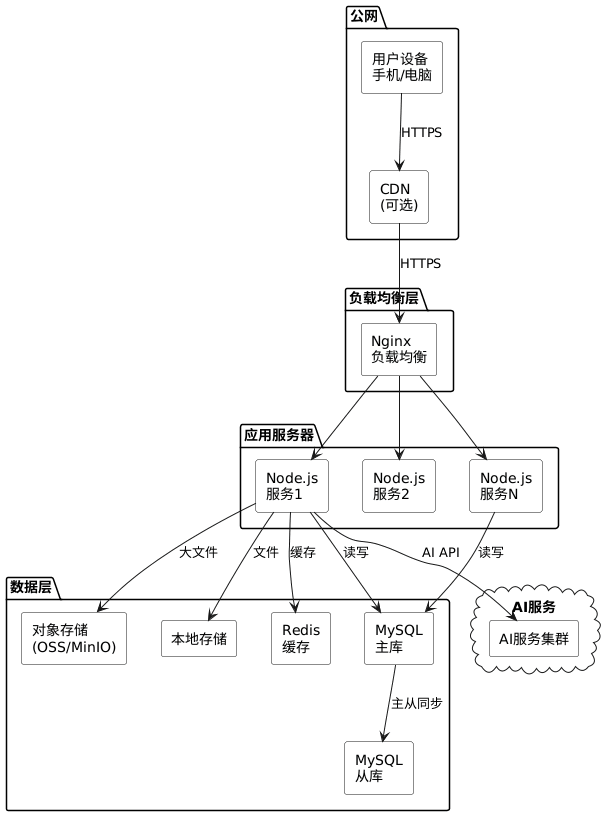 公网
用户设备
手机/电脑
HTTPS
CDN
(可选)
HTTPS
负载均衡层
Nginx
负载均衡
应用服务器
Node.js
服务1
Node.js
服务2
Node.js
服务N
大文件
文件
缓存
读写
AI API
读写
数据层
对象存储
(OSS/MinIO)
本地存储
Redis
缓存
MySQL
主库
AI服务
AI服务集群
主从同步
MySQL
从库